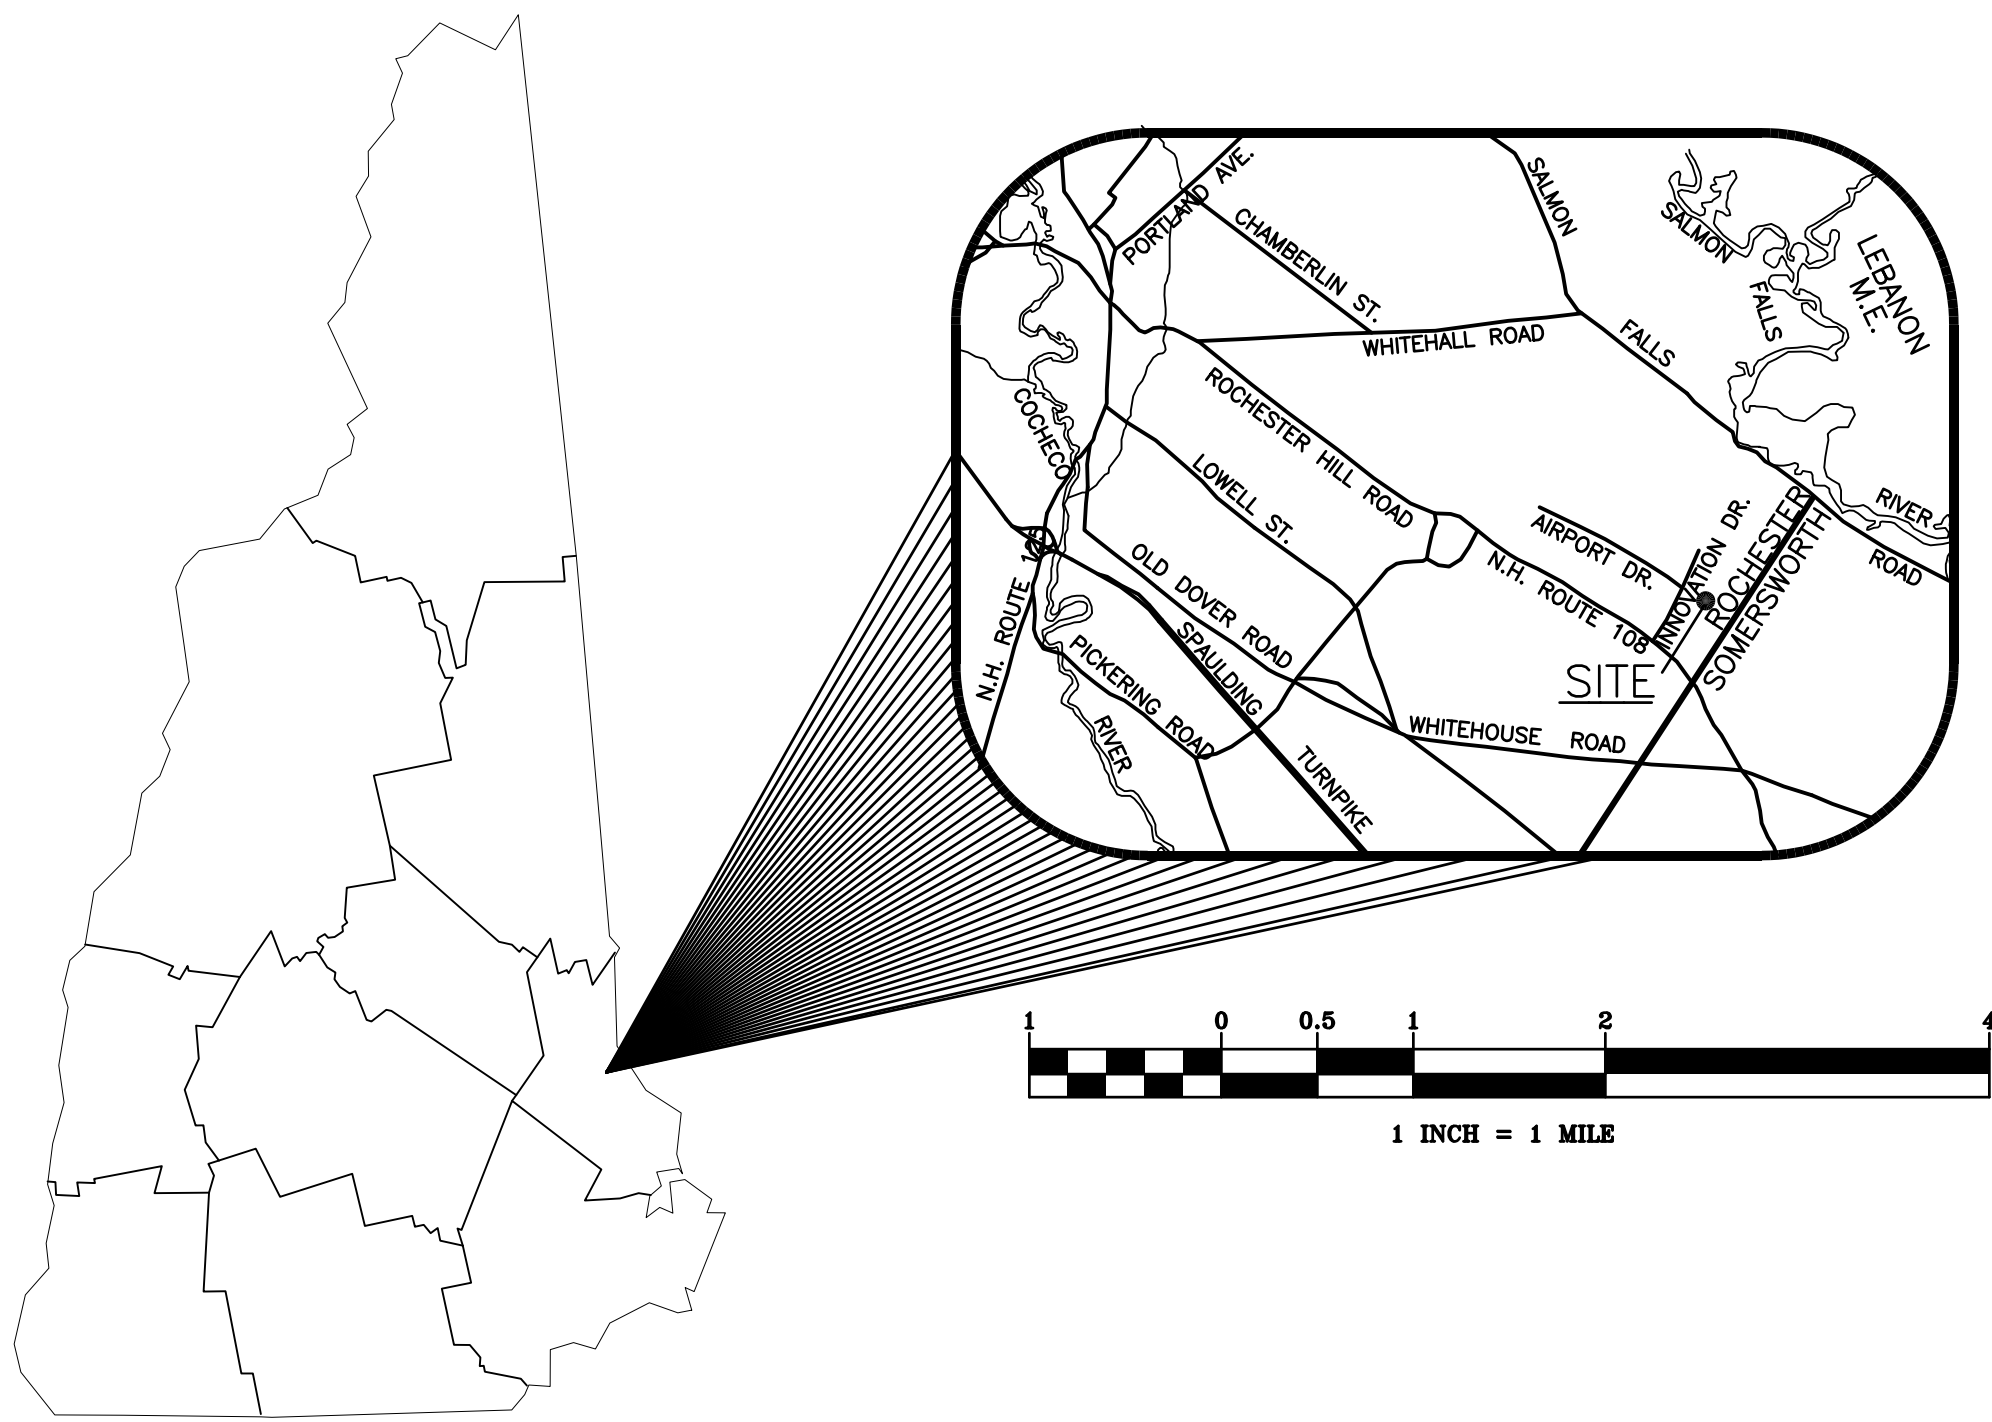 PORTLAND AVE.
CHAMBERLIN ST.
SALMON
FALLS
ROAD
SALMON
FALLS
RIVER
LEBANON
M.E.
WHITEHALL ROAD
ROCHESTER HILL ROAD
COCHECO
RIVER
LOWELL ST.
AIRPORT DR.
INNOVATION DR.
ROCHESTER
SOMERSWORTH
N.H. ROUTE 108
N.H. ROUTE 125
OLD DOVER ROAD
SPAULDING
TURNPIKE
PICKERING ROAD
WHITEHOUSE ROAD
SITE
1 0 0.5 1 2 4
1 INCH = 1 MILE